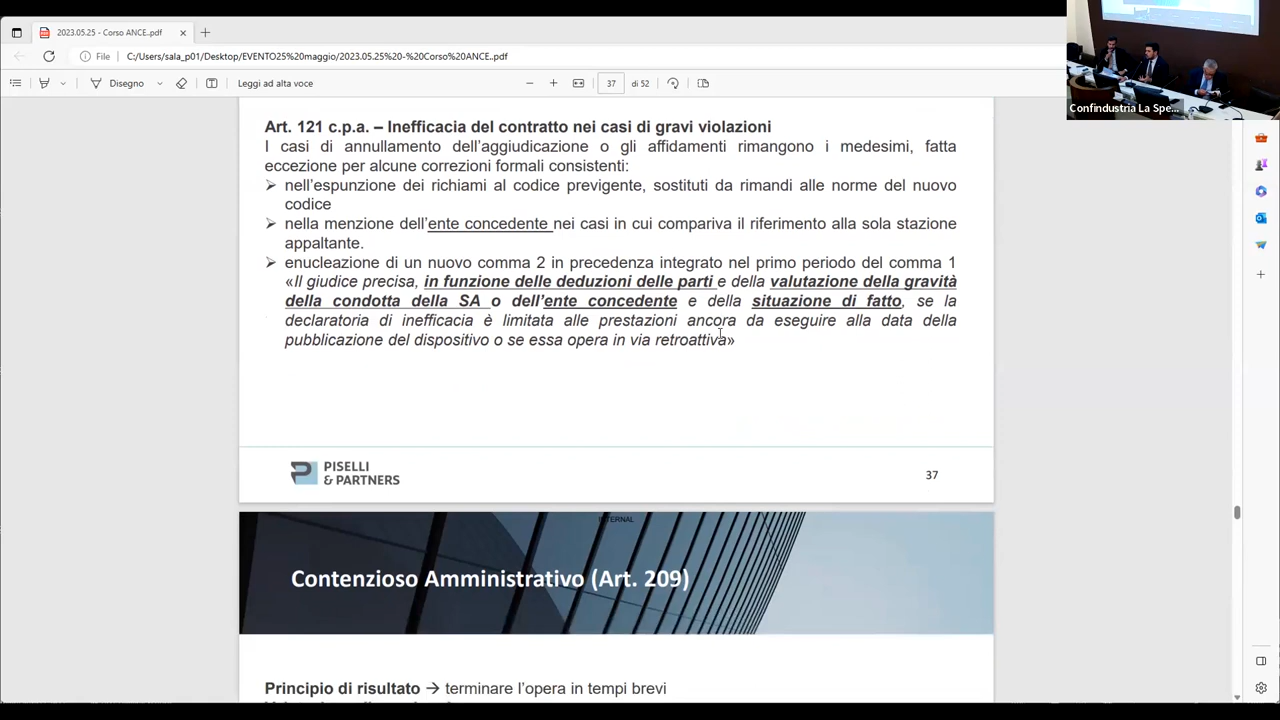 2023.05.25 - Corso ANCE..pdf
File
C:/Users/sala_p01/Desktop/EVENTO25%20maggio/2023.05.25%20-%20Corso%20ANCE..pdf
Disegno
Leggi ad alta voce
37
di 52
Confindustria La Spe...
Art. 121 c.p.a. – Inefficacia del contratto nei casi di gravi violazioni
I casi di annullamento dell'aggiudicazione o gli affidamenti rimangono i medesimi, fatta
eccezione per alcune correzioni formali consistenti:
➢ nell'espunzione dei richiami al codice previgente, sostituti da rimandi alle norme del nuovo
codice
➢ nella menzione dell'ente concedente nei casi in cui compariva il riferimento alla sola stazione
appaltante.
➢ enucleazione di un nuovo comma 2 in precedenza integrato nel primo periodo del comma 1
«Il giudice precisa, in funzione delle deduzioni delle parti e della valutazione della gravità
della condotta della SA o dell'ente concedente e della situazione di fatto, se la
declaratoria di inefficacia è limitata alle prestazioni ancora da eseguire alla data della
pubblicazione del dispositivo o se essa opera in via retroattiva»
PISELLI
& PARTNERS
37
INTERNAL
Contenzioso Amministrativo (Art. 209)
Principio di risultato → terminare l'opera in tempi brevi